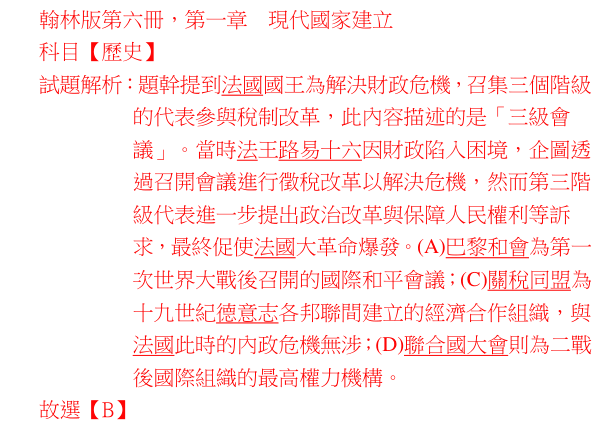 翰林版第六冊，第一章　現代國家建立
科目【歷史】
試題解析：題幹提到法國國王為解決財政危機，召集三個階級
的代表參與稅制改革，此內容描述的是「三級會
議」。當時法王路易十六因財政陷入困境，企圖透
過召開會議進行徵稅改革以解決危機，然而第三階
級代表進一步提出政治改革與保障人民權利等訴
求，最終促使法國大革命爆發。(A)巴黎和會為第一
次世界大戰後召開的國際和平會議；(C)關稅同盟為
十九世紀德意志各邦聯間建立的經濟合作組織，與
法國此時的內政危機無涉；(D)聯合國大會則為二戰
後國際組織的最高權力機構。
故選【B】